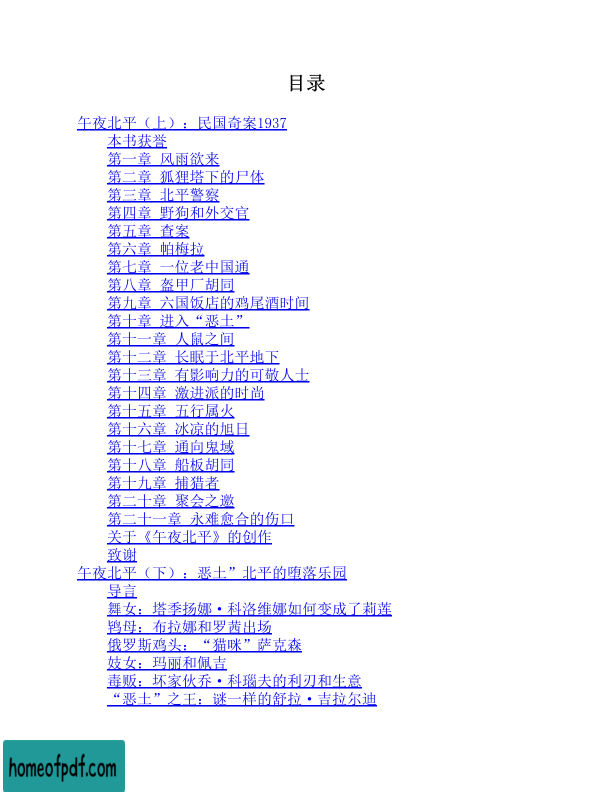 目录
午夜北平（上）：民国奇案1937
本书获誉
第一章 风雨欲来
第二章 狐狸塔下的尸体
第三章 北平警察
第四章 野狗和外交官
第五章 查案
第六章 帕梅拉
第七章 一位老中国通
第八章 盔甲厂胡同
第九章 六国饭店的鸡尾酒时间
第十章 进入“恶土”
第十一章 人鼠之间
第十二章 长眠于北平地下
第十三章 有影响力的可敬人士
第十四章 激进派的时尚
第十五章 五行属火
第十六章 冰凉的旭日
第十七章 通向鬼域
第十八章 船板胡同
第十九章 捕猎者
第二十章 聚会之邀
第二十一章 永难愈合的伤口
关于《午夜北平》的创作
致谢
午夜北平（下）：恶土”北平的堕落乐园
导言
舞女：塔季扬娜·科洛维娜如何变成了莉莲
鸨母：布拉娜和罗茜出场
俄罗斯鸡头：“猫咪”萨克森
妓女：玛丽和佩吉
毒贩：坏家伙乔·科瑙夫的利刃和生意
“恶土”之王：谜一样的舒拉·吉拉尔迪
homeofpdf.com